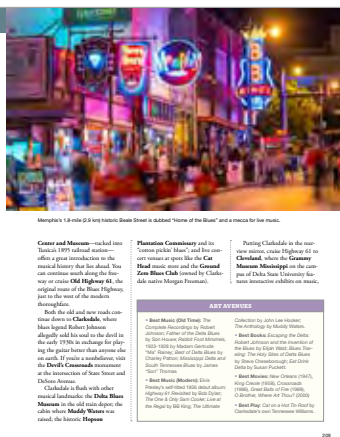 BB
KING'S
Memphis's 1.8-mile (2.9 km) historic Beale Street is dubbed "Home of the Blues" and a mecca for live music.
Center and Museum—tucked into
Tunica's 1895 railroad station—
offers a great introduction to the
musical history that lies ahead. You
can continue south along the free-
way or cruise Old Highway 61, the
original route of the Blues Highway,
just to the west of the modern
thoroughfare.
Both the old and new roads con-
tinue down to Clarksdale, where
blues legend Robert Johnson
allegedly sold his soul to the devil in
the early 1930s in exchange for play-
ing the guitar better than anyone else
on earth. If you're a nonbeliever, visit
the Devil's Crossroads monument
at the intersection of State Street and
DeSoto Avenue.
Clarksdale is flush with other
musical landmarks: the Delta Blues
Museum in the old train depot; the
cabin where Muddy Waters was
raised; the historic Hopson
Plantation Commissary and its
"cotton pickin' blues"; and live con-
cert venues at spots like the Cat
Head music store and the Ground
Zero Blues Club (owned by Clarks-
dale native Morgan Freeman).
Putting Clarksdale in the rear-
view mirror, cruise Highway 61 to
Cleveland, where the Grammy
Museum Mississippi on the cam-
pus of Delta State University fea-
tures interactive exhibits on music,
ART AVENUES
• Best Music (Old Time): The
Complete Recordings by Robert
Johnson; Father of the Delta Blues
by Son House; Rabbit Foot Minstrels,
1923-1928 by Madam Gertrude
"Ma" Rainey; Best of Delta Blues by
Charley Patton; Mississippi Delta and
South Tennessee Blues by James
"Son" Thomas
• Best Music (Modern): Elvis
Presley's self-titled 1956 debut album;
Highway 61 Revisited by Bob Dylan;
The One & Only Sam Cooke; Live at
the Regal by BB King; The Ultimate
Collection by John Lee Hooker;
The Anthology by Muddy Waters.
• Best Books: Escaping the Delta:
Robert Johnson and the Invention of
the Blues by Elijah Wald; Blues Trav-
eling: The Holy Sites of Delta Blues
by Steve Cheseborough; Eat Drink
Delta by Susan Puckett.
• Best Movies: New Orleans (1947),
King Creole (1958), Crossroads
(1986), Great Balls of Fire (1989),
O Brother, Where Art Thou? (2000)
• Best Play: Cat on a Hot Tin Roof by
Clarksdale's own Tennessee Williams.
209